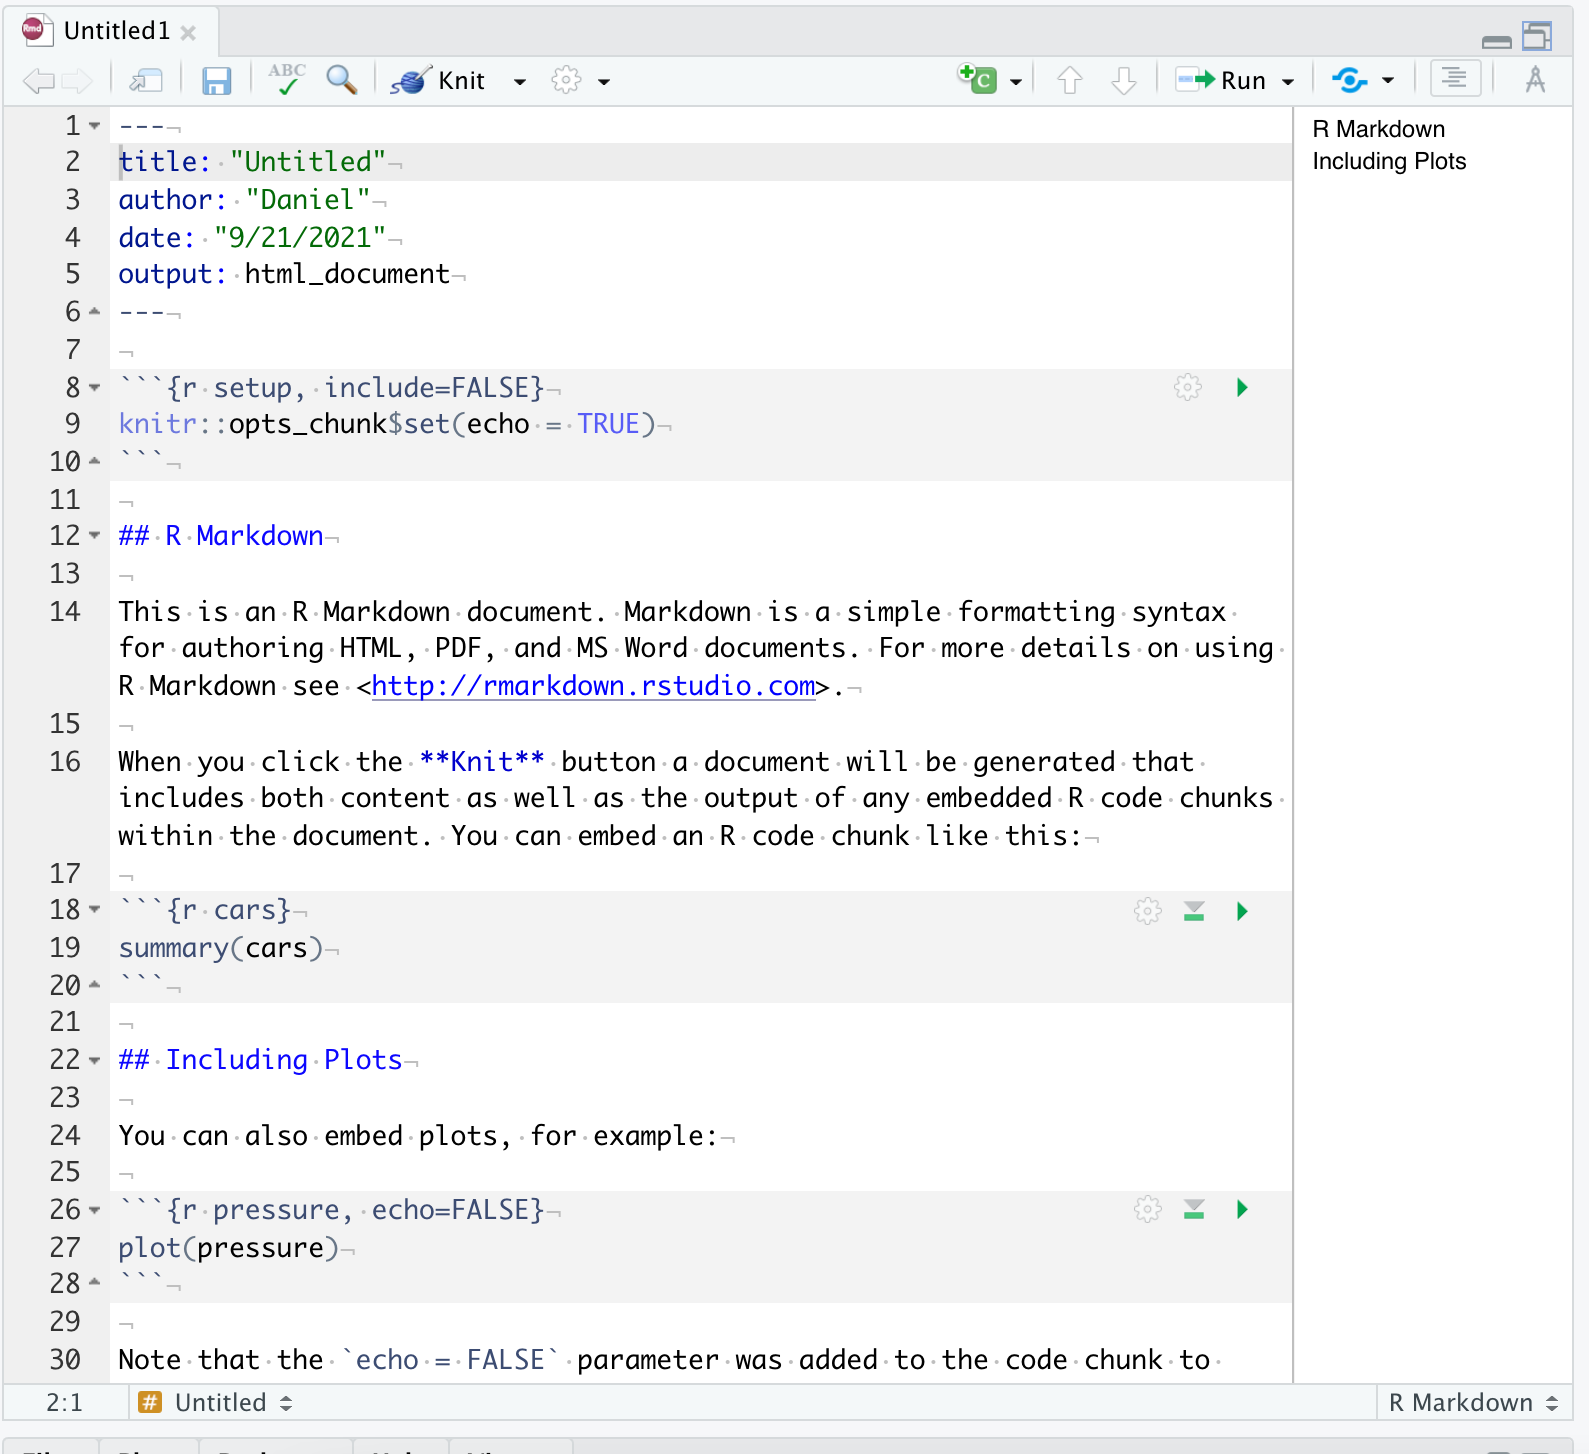 Rmd Untitled1
ABC Knit C Run
1 ---
2 title: "Untitled"
3 author: "Daniel"
4 date: "9/21/2021"
5 output: html_document
6 ---
7
8 ```{r setup, include=FALSE}
9 knitr::opts_chunk$set(echo = TRUE)
10 ```
11
12 ## R Markdown
13
14 This is an R Markdown document. Markdown is a simple formatting syntax
for authoring HTML, PDF, and MS Word documents. For more details on using
R Markdown see <http://rmarkdown.rstudio.com>.
15
16 When you click the **Knit** button a document will be generated that
includes both content as well as the output of any embedded R code chunks
within the document. You can embed an R code chunk like this:
17
18 ```{r cars}
19 summary(cars)
20 ```
21
22 ## Including Plots
23
24 You can also embed plots, for example:
25
26 ```{r pressure, echo=FALSE}
27 plot(pressure)
28 ```
29
30 Note that the `echo = FALSE` parameter was added to the code chunk to
R Markdown
Including Plots
2:1 # Untitled R Markdown